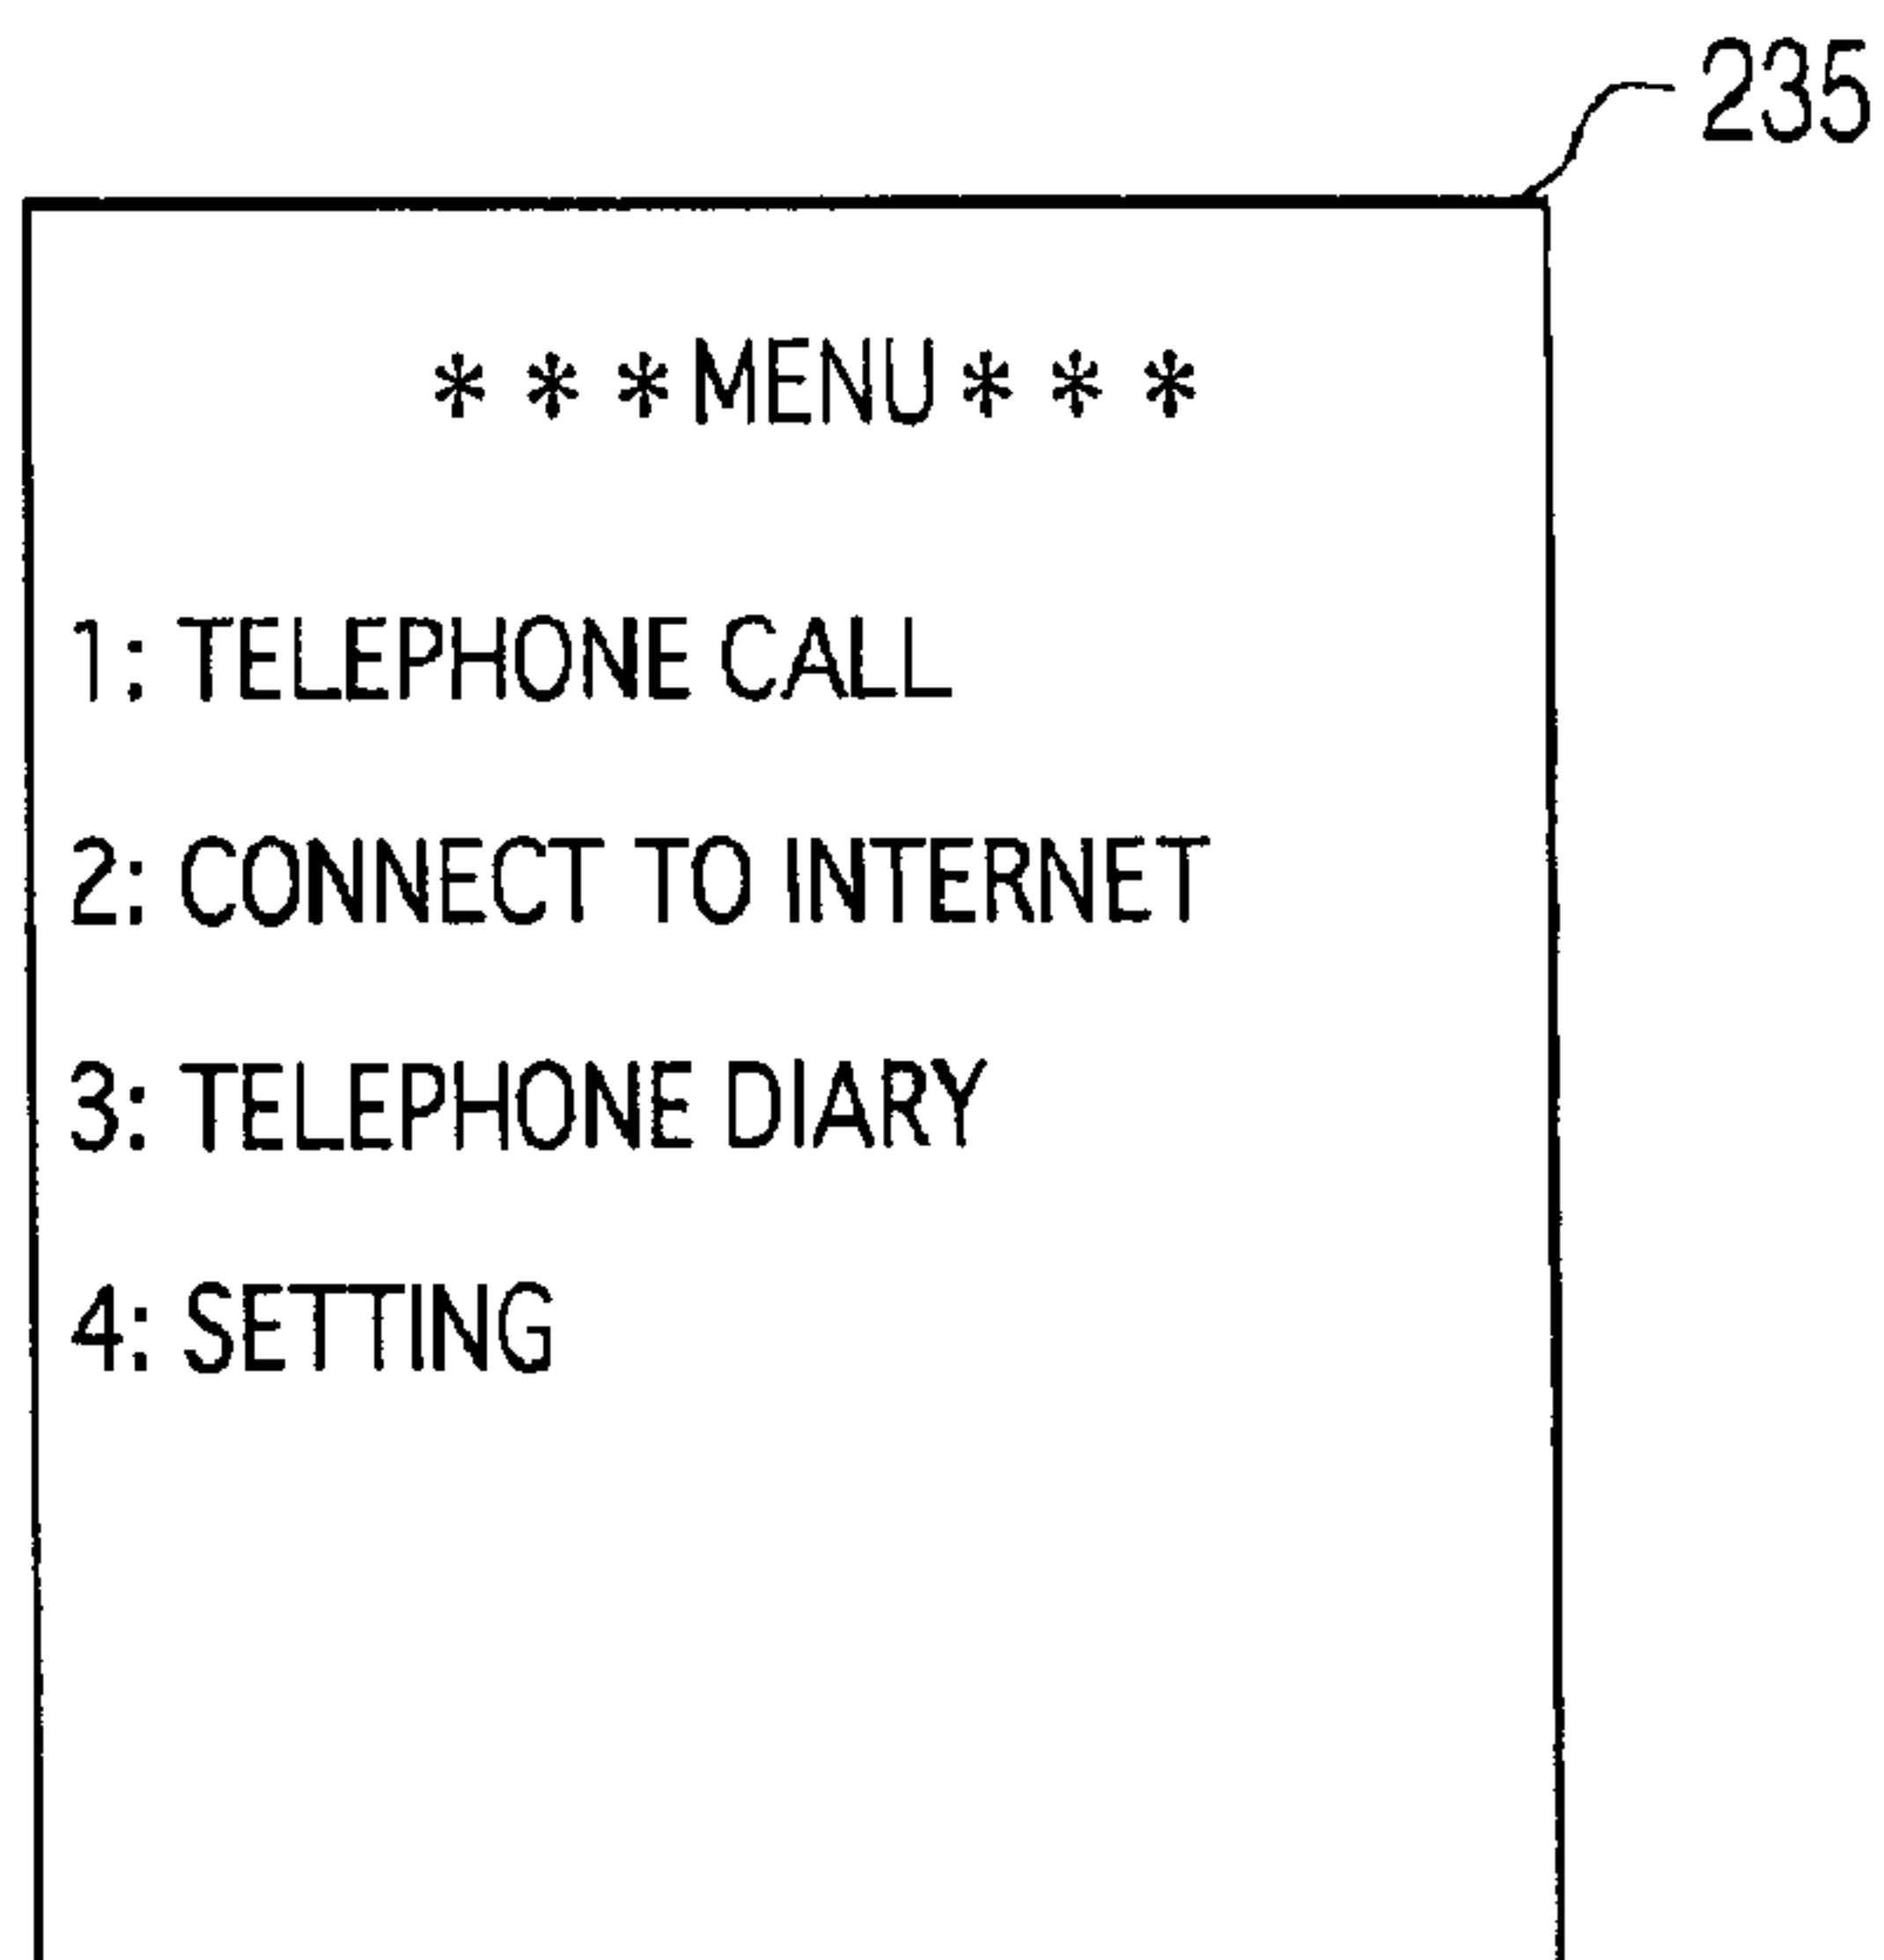 235
* * *MENU* * *
1: TELEPHONE CALL
2: CONNECT TO INTERNET
3: TELEPHONE DIARY
4: SETTING